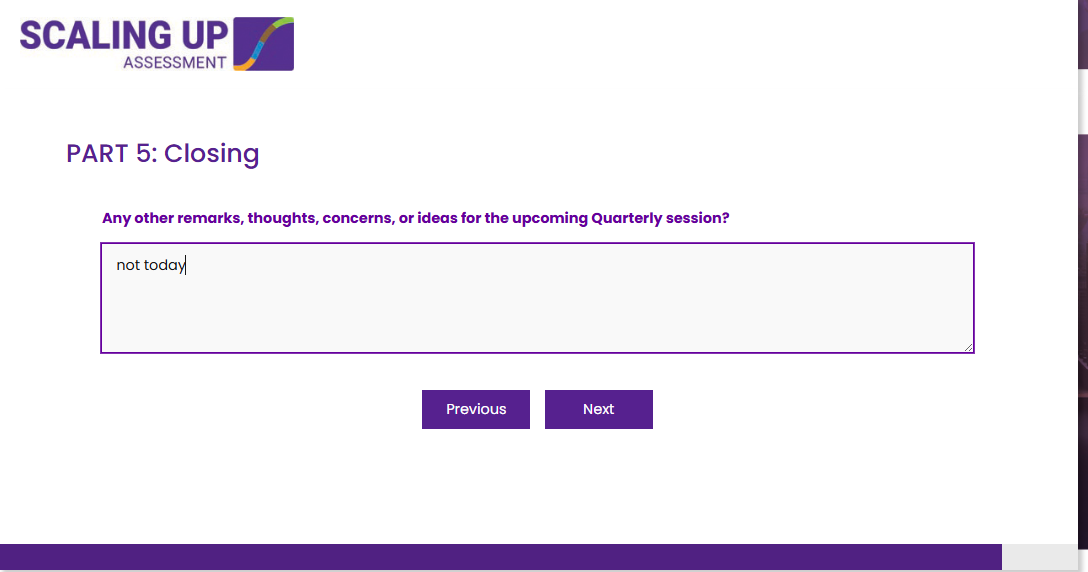 SCALING UP
ASSESSMENT
PART 5: Closing
Any other remarks, thoughts, concerns, or ideas for the upcoming Quarterly session?
not today
Previous
Next